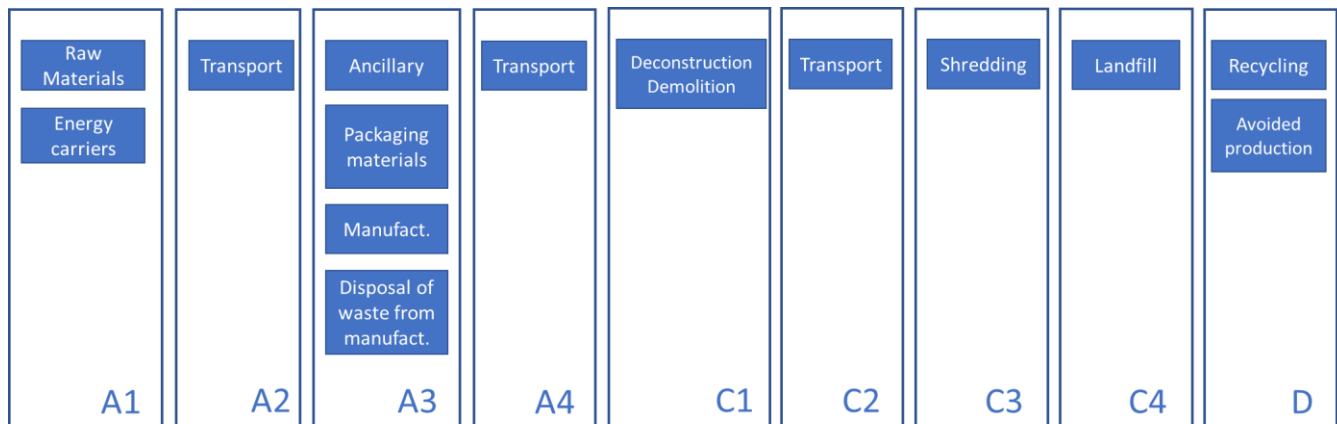 Raw
Materials
Energy
carriers
A1
Transport
A2
Ancillary
Packaging
materials
Manufact.
Disposal of
waste from
manufact.
A3
Transport
A4
Deconstruction
Demolition
C1
Transport
C2
Shredding
C3
Landfill
C4
Recycling
Avoided
production
D